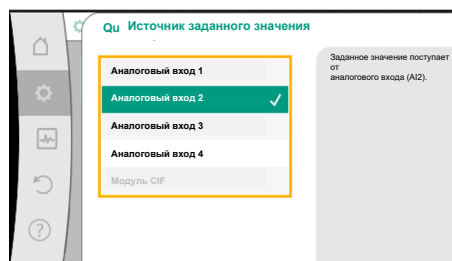 Qu Источник заданного значения
Аналоговый вход 1
Аналоговый вход 2
Аналоговый вход 3
Аналоговый вход 4
Модуль CIF
Заданное значение поступает
от
аналогового входа (AI2).